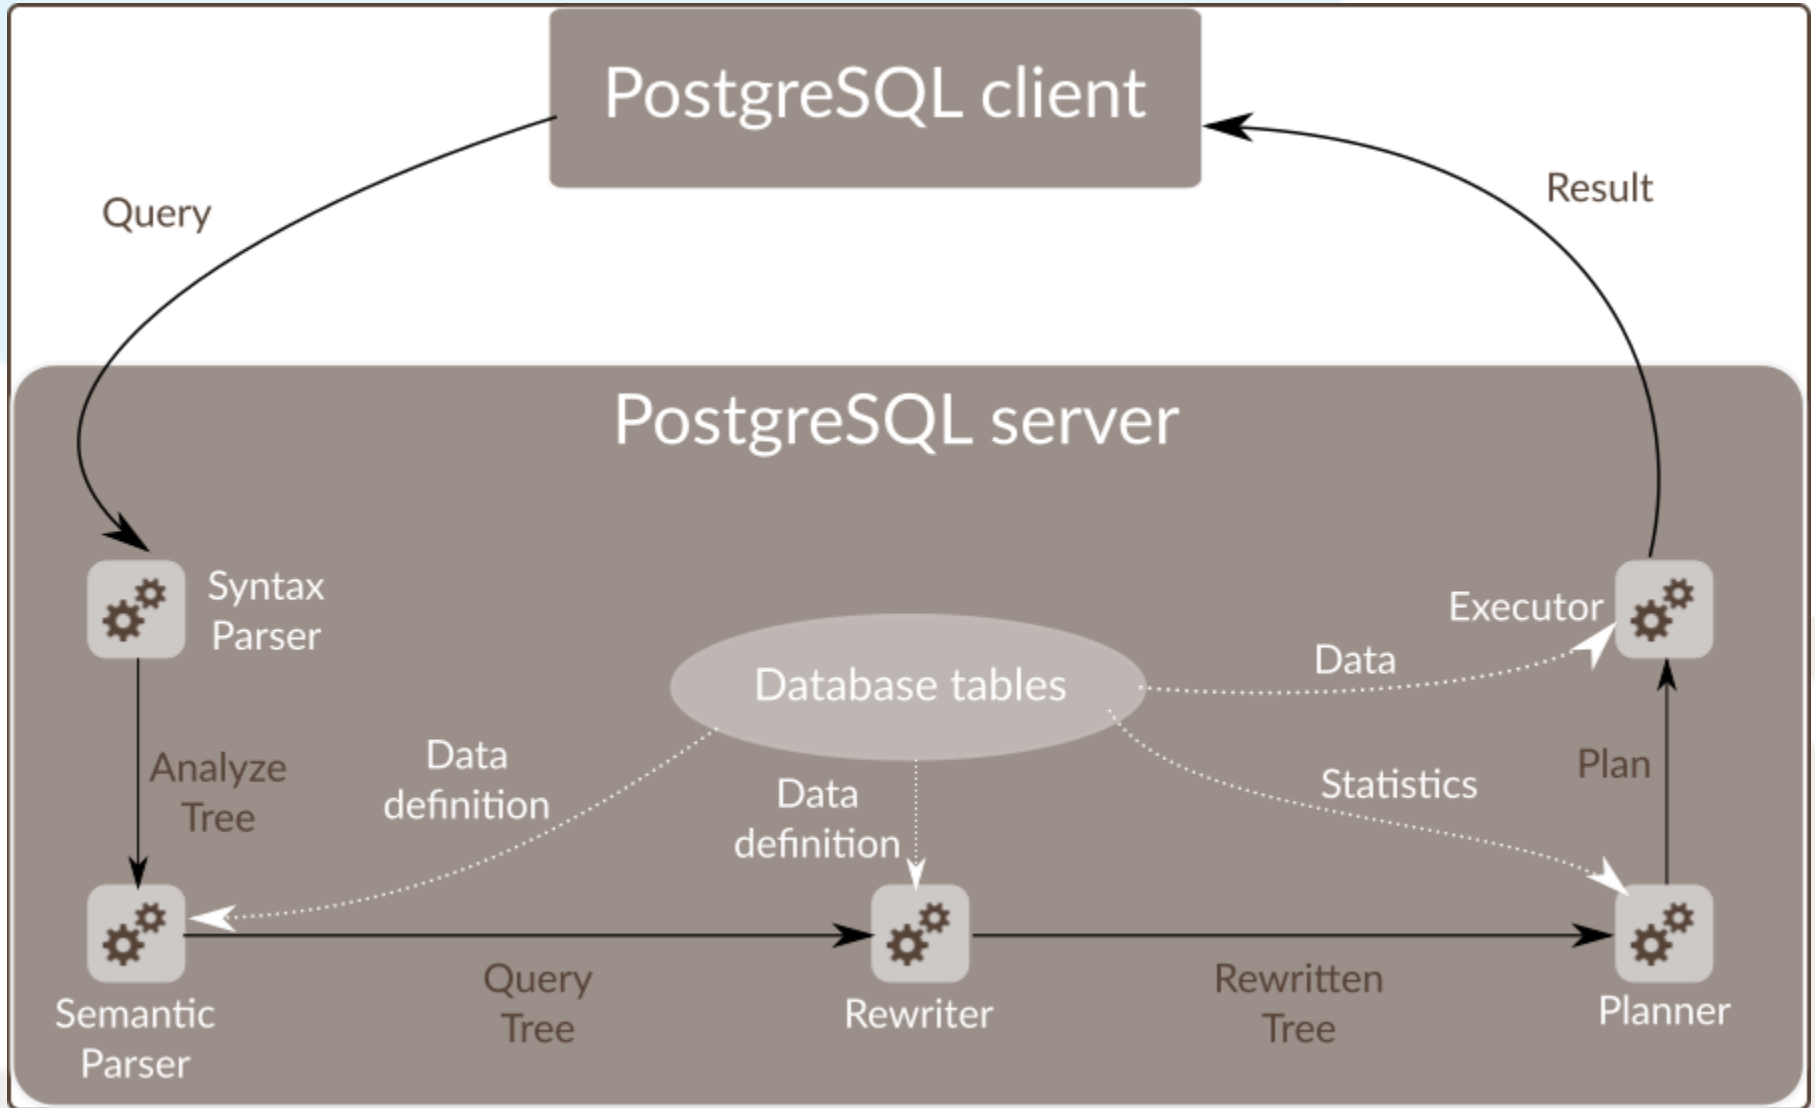 PostgreSQL client
Query
Result
PostgreSQL server
Syntax
Parser
Executor
Database tables
Data
Analyze
Tree
Data
definition
Data
definition
Statistics
Plan
Semantic
Parser
Query
Tree
Rewriter
Rewritten
Tree
Planner